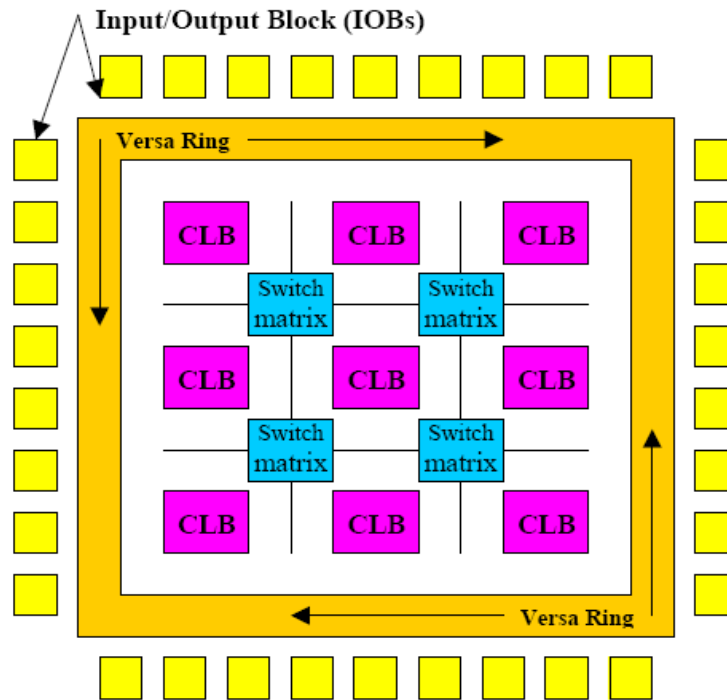 Input/Output Block (IOBs)
Versa Ring
CLB CLB CLB
Switch matrix
Switch matrix
CLB CLB CLB
Switch matrix
Switch matrix
CLB CLB CLB
Versa Ring